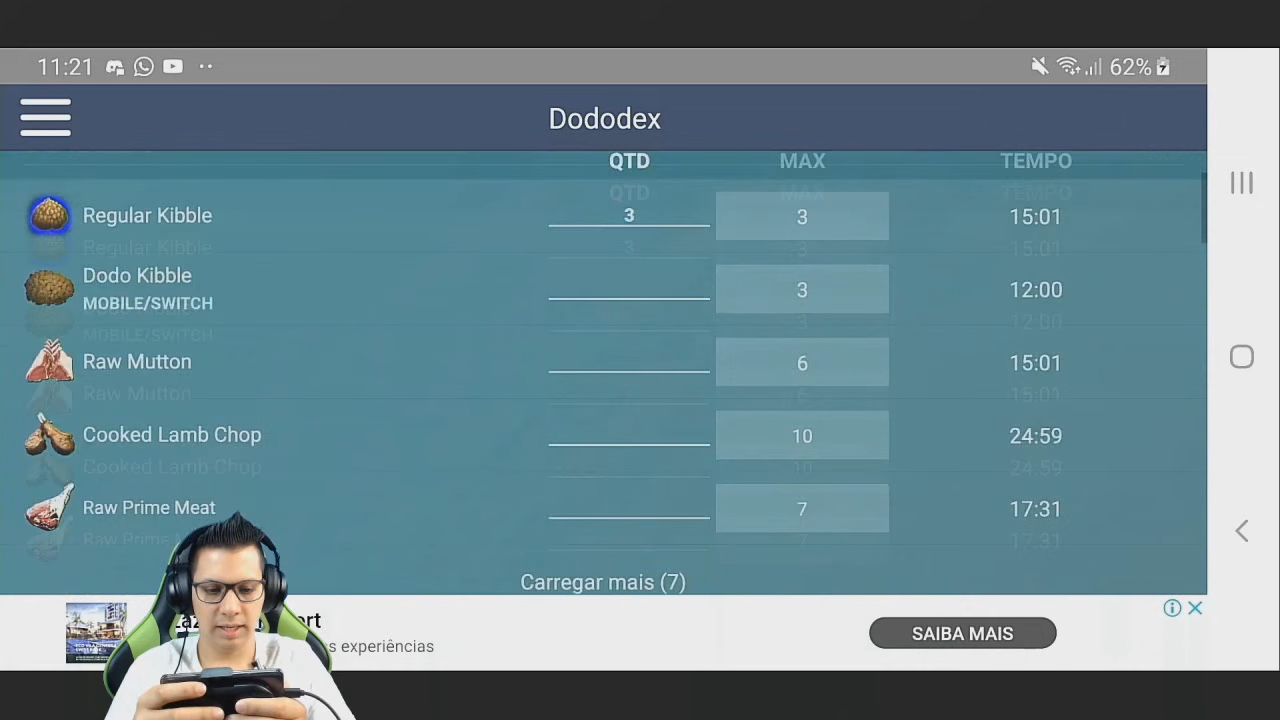 11:21
62%
Dododex
QTD MAX TEMPO
Regular Kibble 3 3 15:01
Dodo Kibble 3 12:00
MOBILE/SWITCH
Raw Mutton 6 15:01
Cooked Lamb Chop 10 24:59
Raw Prime Meat 7 17:31
Carregar mais (7)
s experiências
SAIBA MAIS